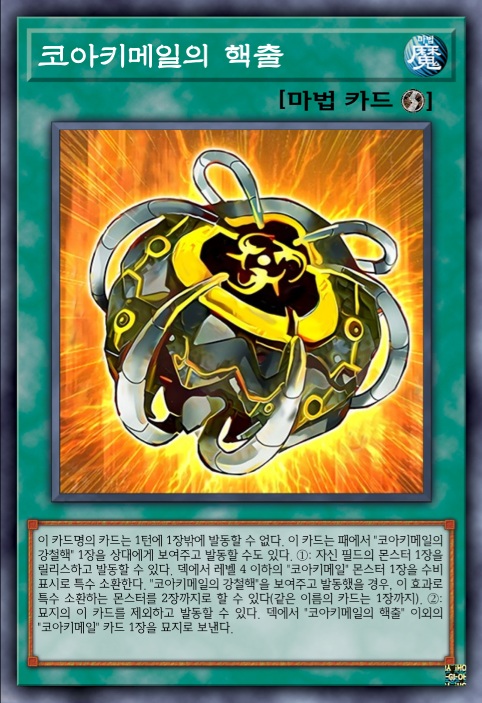 코아키메일의 핵출
마법
魔
[마법 카드 ]
이 카드명의 카드는 1턴에 1장밖에 발동할 수 없다. 이 카드는 패에서 "코아키메일의
강철핵" 1장을 상대에게 보여주고 발동할 수도 있다. ①: 자신 필드의 몬스터 1장을
릴리스하고 발동할 수 있다. 덱에서 레벨 4 이하의 "코아키메일" 몬스터 1장을 수비
표시로 특수 소환한다. "코아키메일의 강철핵"을 보여주고 발동했을 경우, 이 효과로
특수 소환하는 몬스터를 2장까지로 할 수 있다(같은 이름의 카드는 1장까지). ②:
묘지의 이 카드를 제외하고 발동할 수 있다. 덱에서 "코아키메일의 핵출" 이외의
"코아키메일" 카드 1장을 묘지로 보낸다.